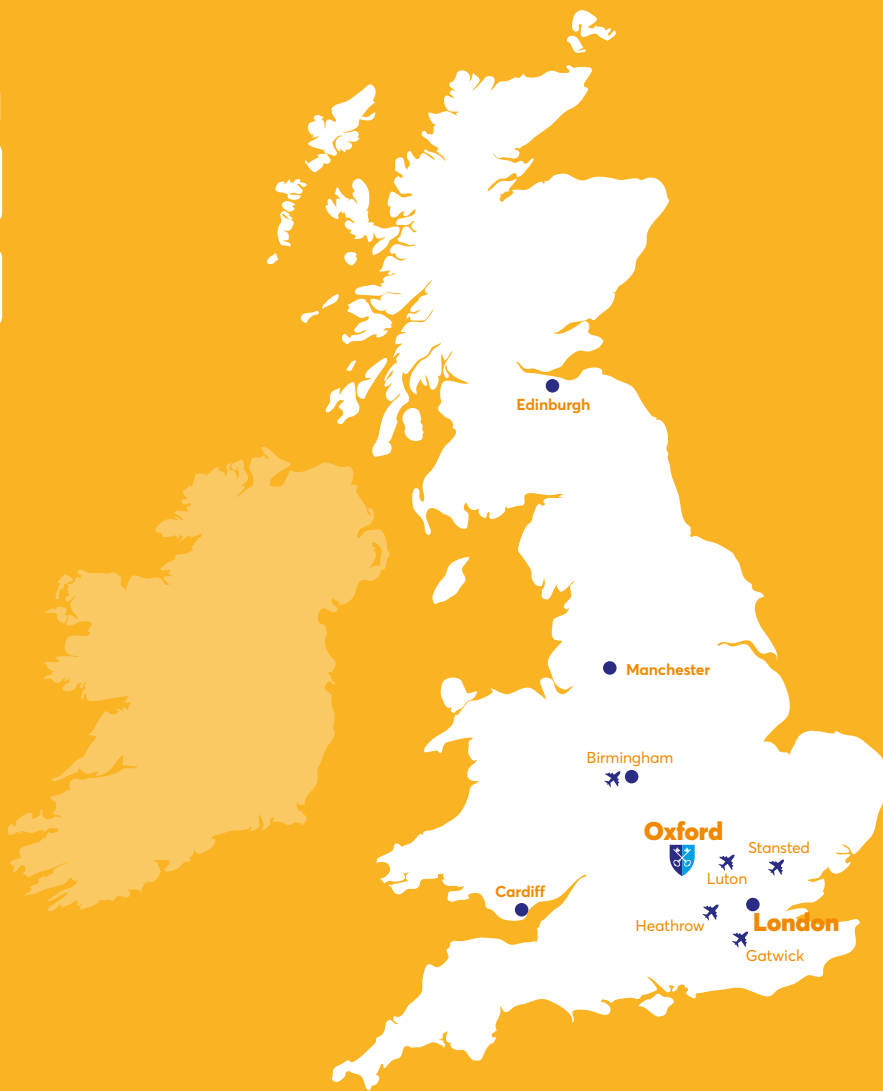 Edinburgh
Manchester
Birmingham
Oxford
Stansted
Luton
Cardiff
London
Heathrow
Gatwick